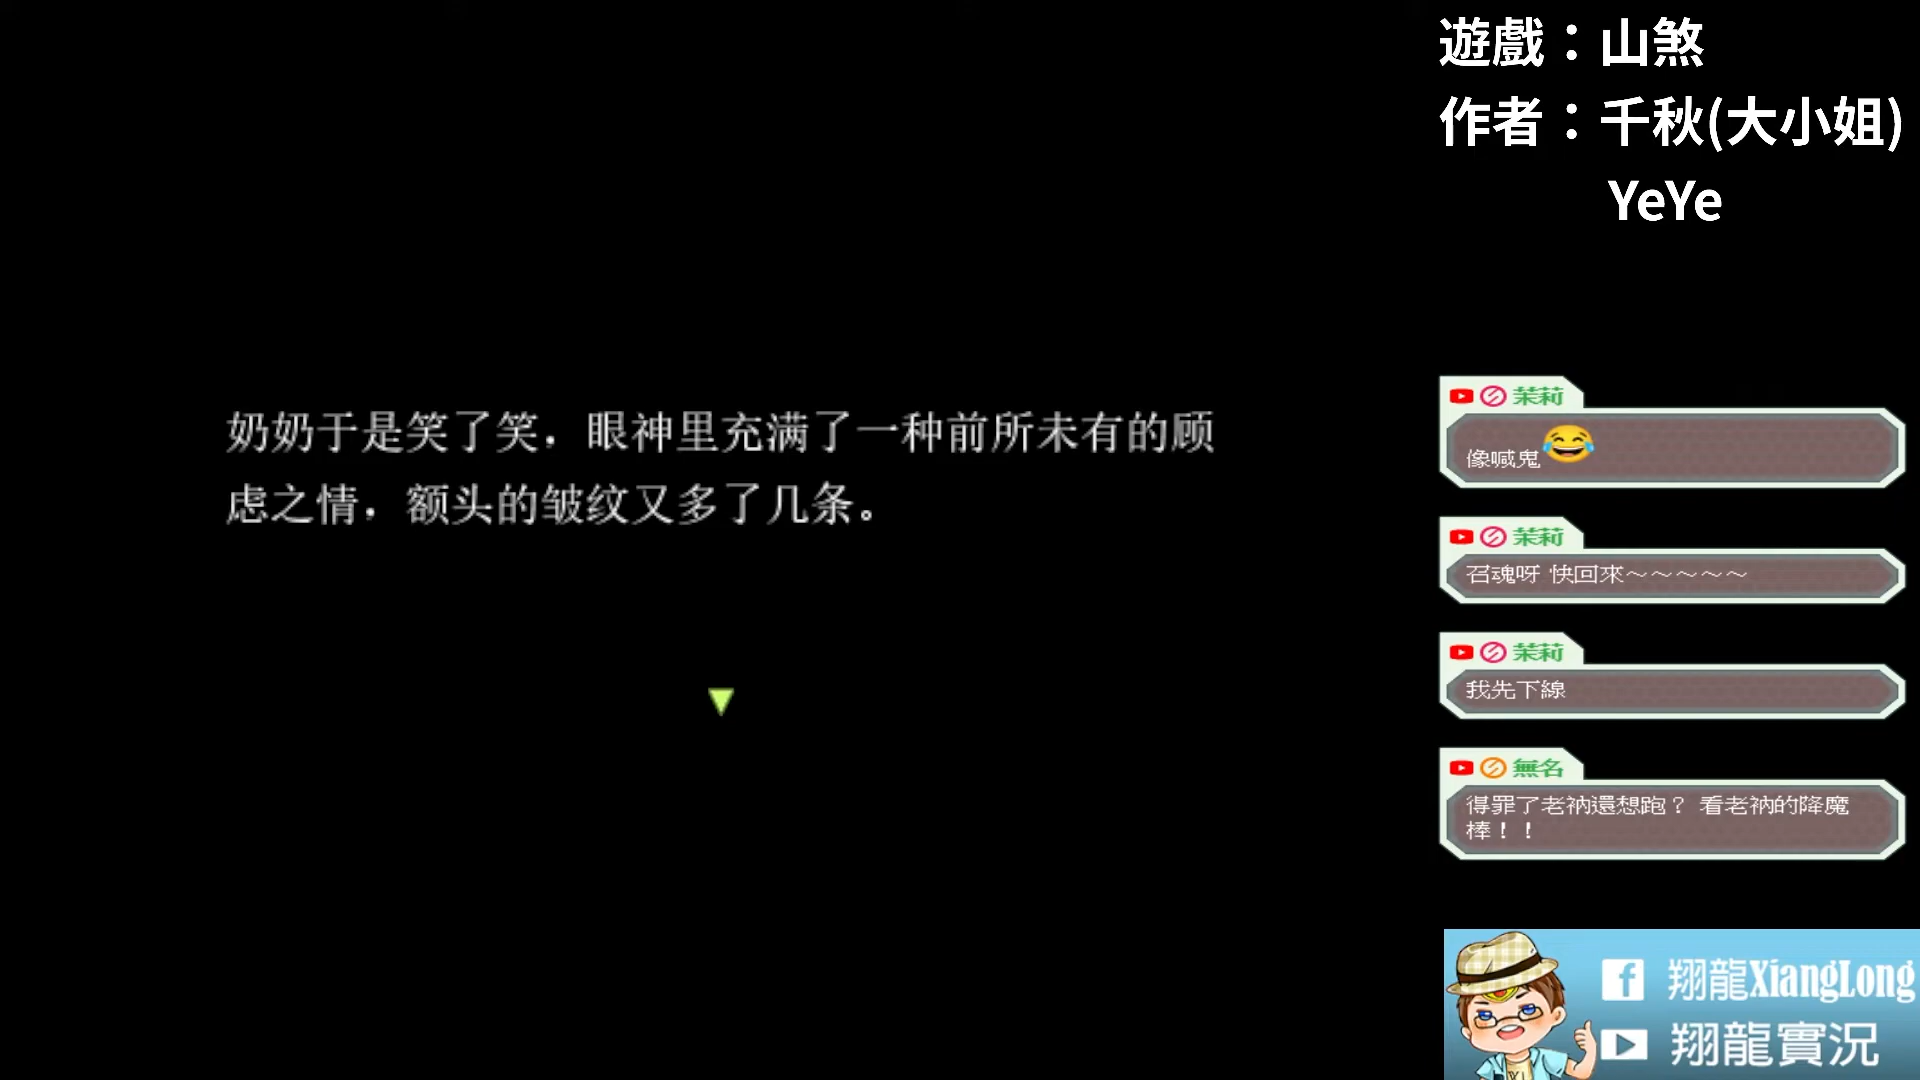 遊戲：山煞
作者：千秋(大小姐)
YeYe
奶奶于是笑了笑，眼神里充满了一种前所未有的顾
虑之情，额头的皱纹又多了几条。
茉莉
像喊鬼😂
茉莉
召魂呀 快回來～～～～～
茉莉
我先下線
無名
得罪了老衲還想跑？ 看老衲的降魔
棒！！
翔龍XiangLong
翔龍實況